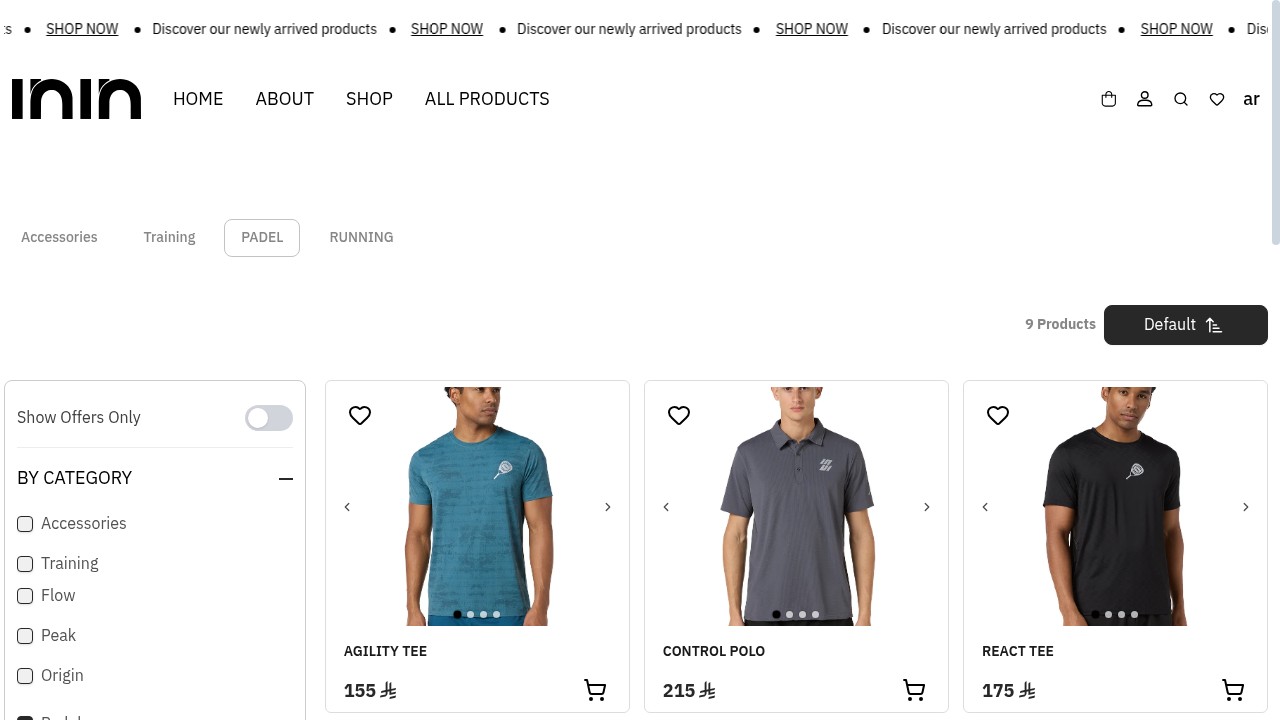 SHOP NOW • Discover our newly arrived products • SHOP NOW • Discover our newly arrived products • SHOP NOW • Discover our newly arrived products • SHOP NOW •
ININ HOME ABOUT SHOP ALL PRODUCTS ar
Accessories Training PADEL RUNNING
9 Products Default
Show Offers Only
BY CATEGORY
Accessories
Training
Flow
Peak
Origin
AGILITY TEE
155
CONTROL POLO
215
REACT TEE
175